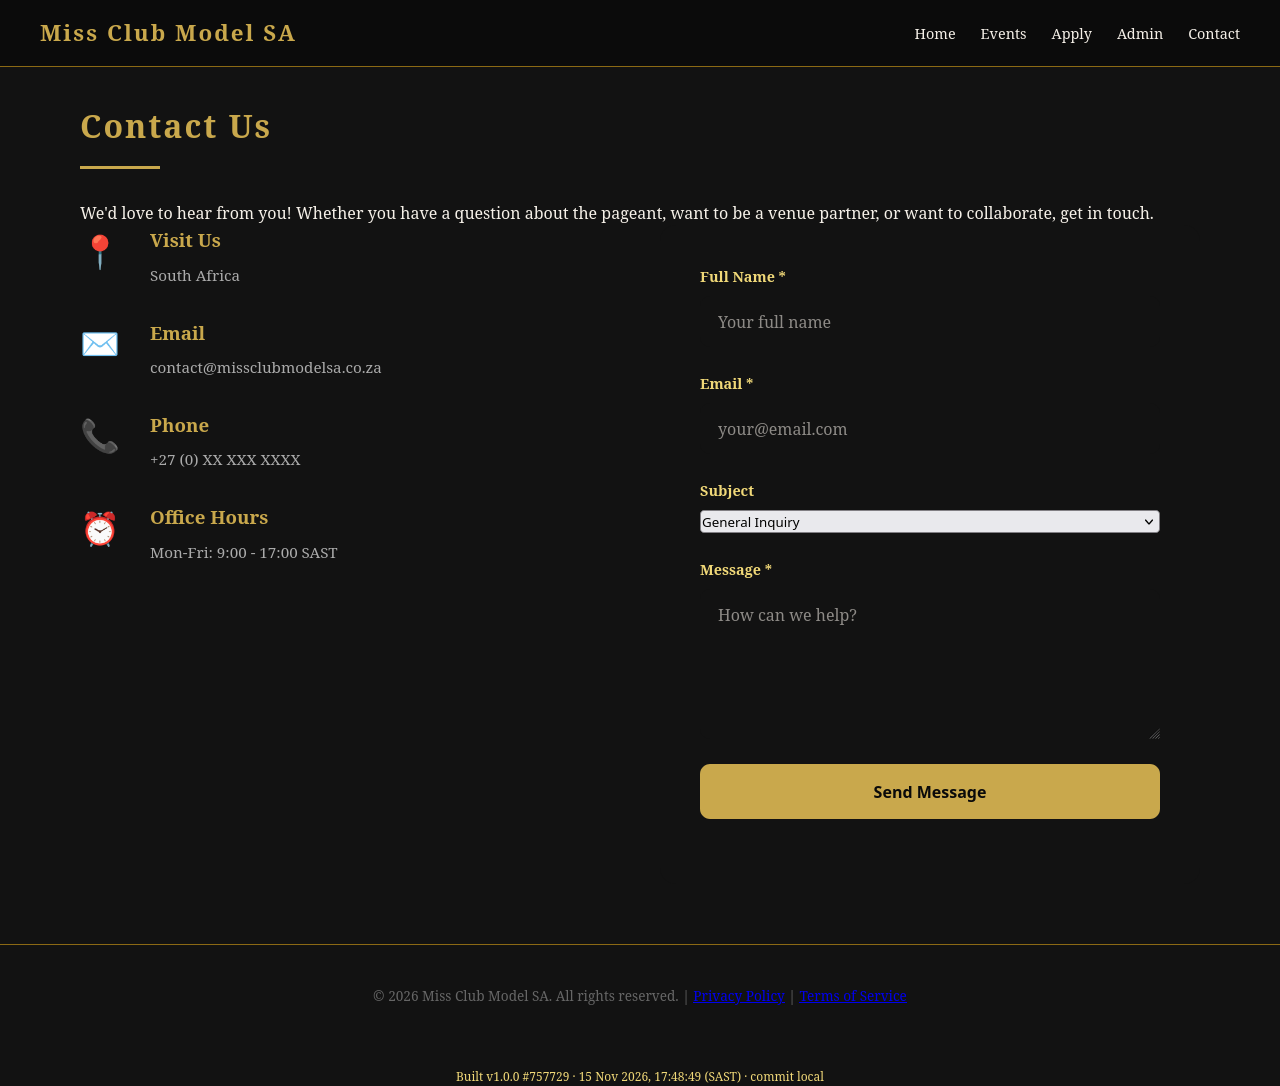 Miss Club Model SA
Home Events Apply Admin Contact
Contact Us
We'd love to hear from you! Whether you have a question about the pageant, want to be a venue partner, or want to collaborate, get in touch.
Visit Us
South Africa
Email
contact@missclubmodelsa.co.za
Phone
+27 (0) XX XXX XXXX
Office Hours
Mon-Fri: 9:00 - 17:00 SAST
Full Name *
Your full name
Email *
your@email.com
Subject
General Inquiry
Message *
How can we help?
Send Message
© 2026 Miss Club Model SA. All rights reserved. | Privacy Policy | Terms of Service
Built v1.0.0 #757729 · 15 Nov 2026, 17:48:49 (SAST) · commit local